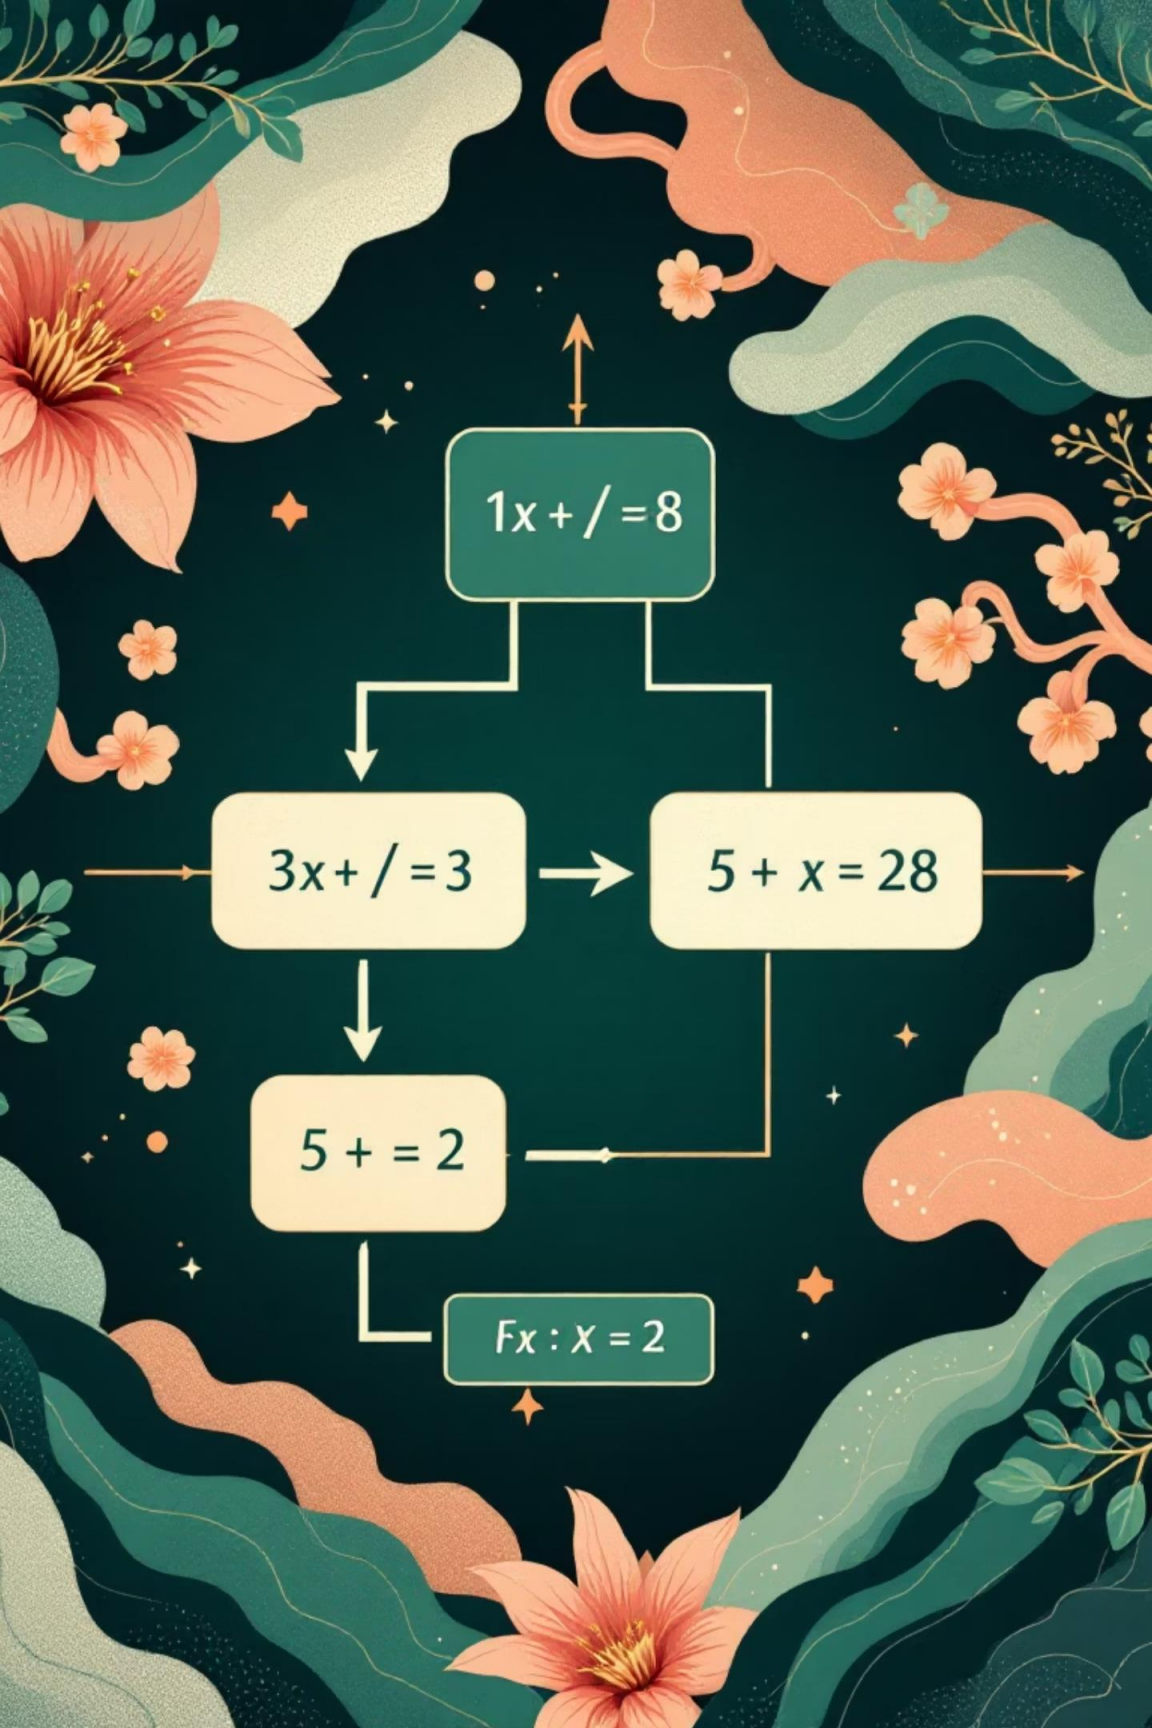 1x + / = 8
3x + / = 3
5 + x = 28
5 + = 2
Fx : X = 2